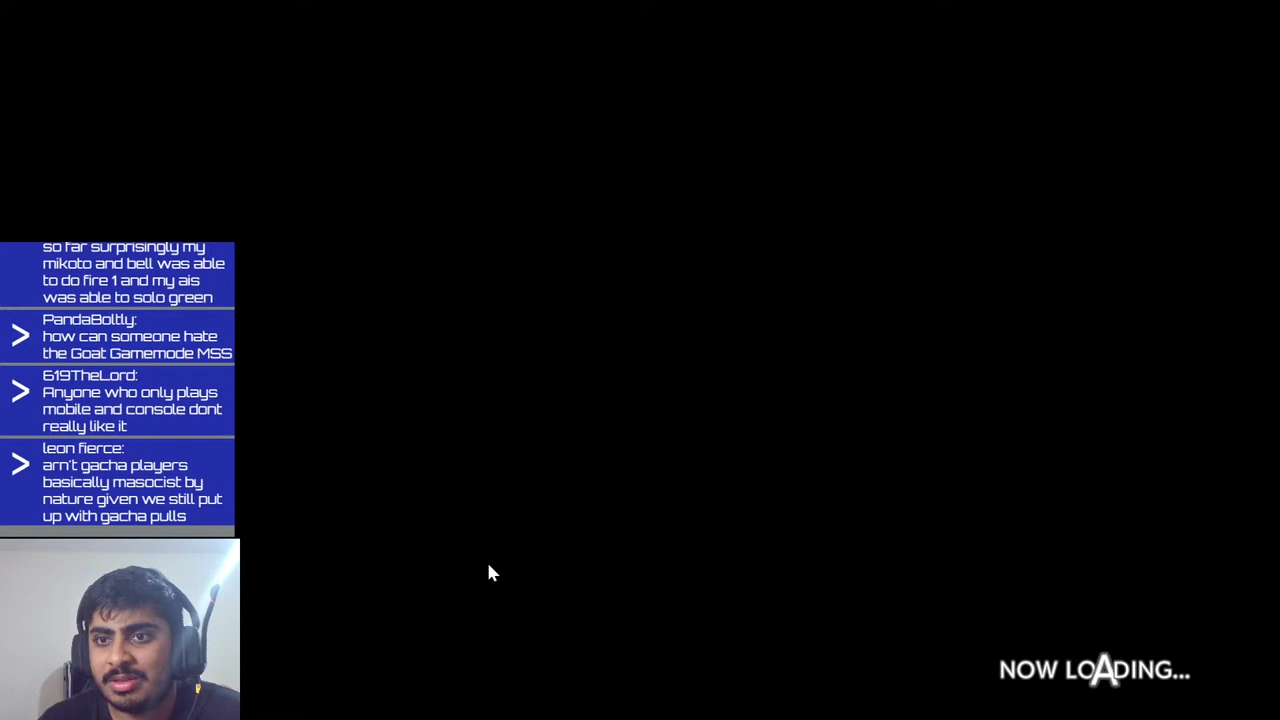 so far surprisingly my
mikoto and bell was able
to do fire 1 and my ais
was able to solo green
> PandaBoltly:
how can someone hate
the Goat Gamemode MSS
> 619TheLord:
Anyone who only plays
mobile and console dont
really like it
> leon fierce:
arn't gacha players
basically masocist by
nature given we still put
up with gacha pulls
NOW LOADING...